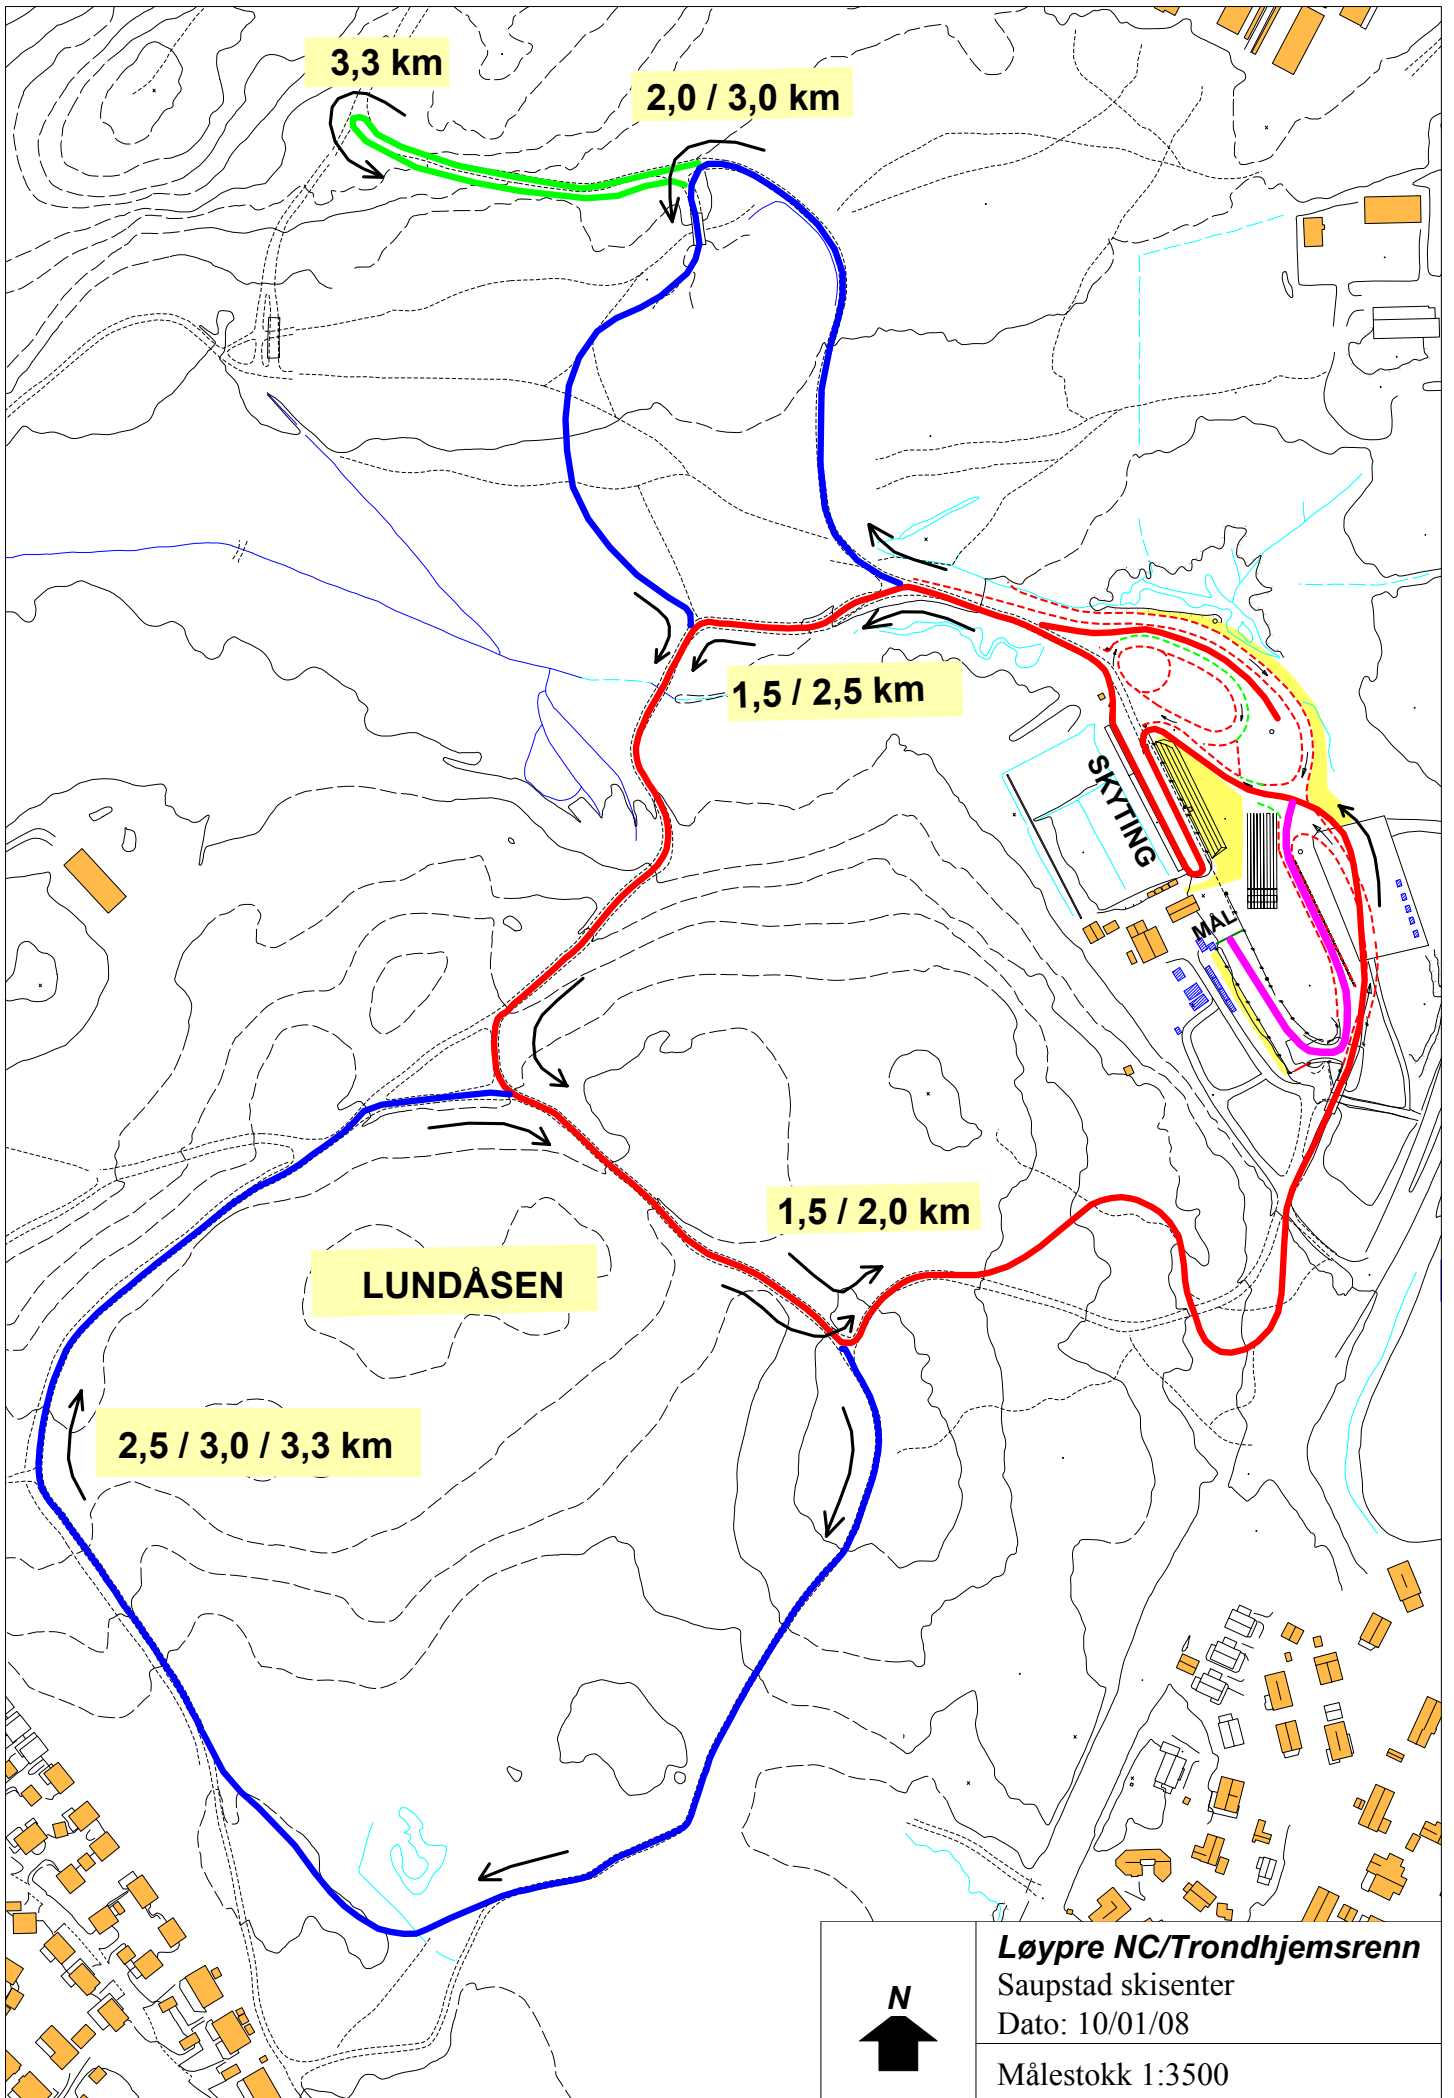 3,3 km
2,0 / 3,0 km
1,5 / 2,5 km
SKYTING
MÅL
1,5 / 2,0 km
LUNDÅSEN
2,5 / 3,0 / 3,3 km
N
Løypre NC/Trondhjemsrenn
Saupstad skisenter
Dato: 10/01/08
Målestokk 1:3500